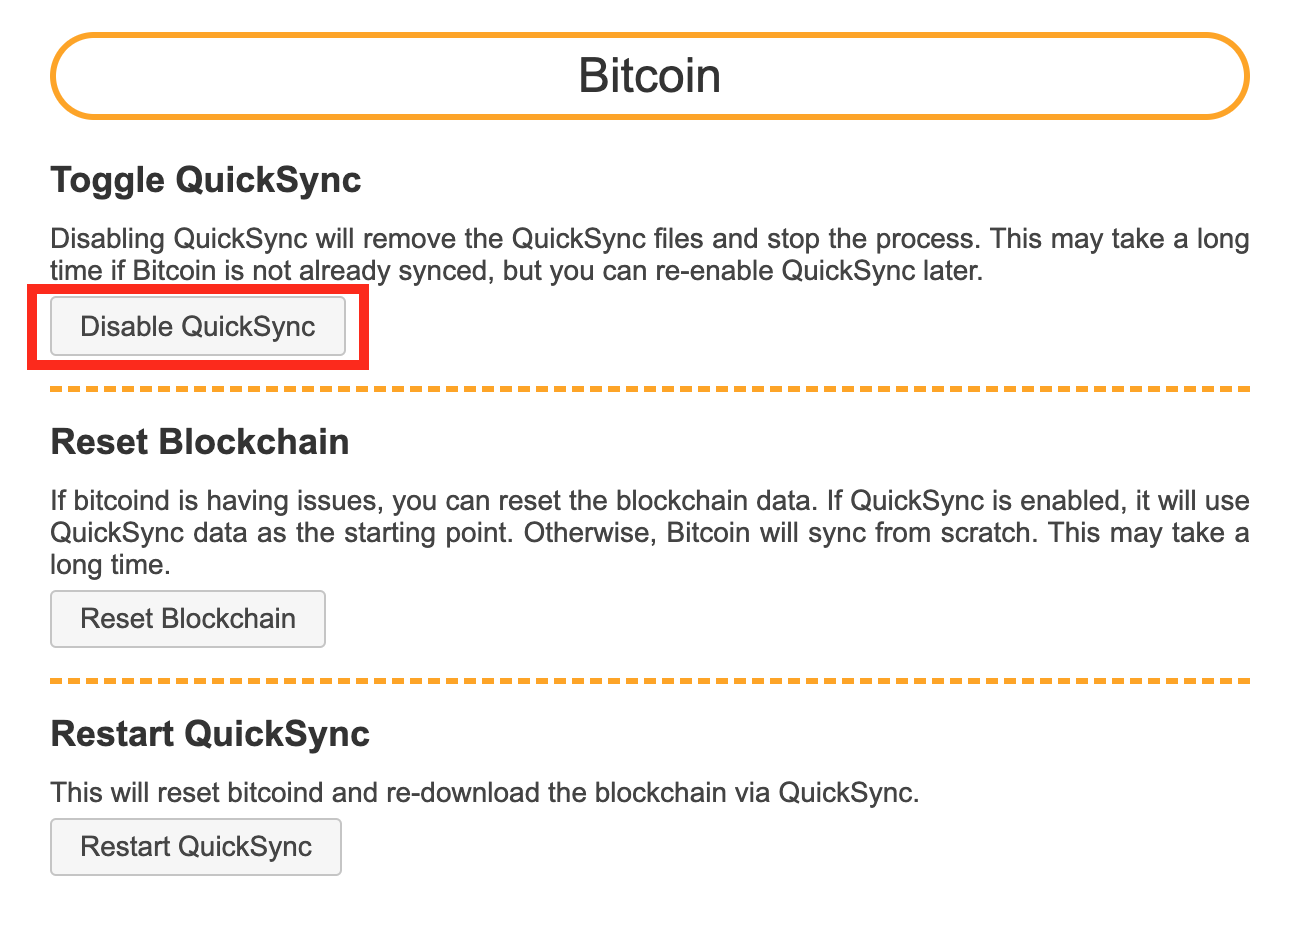 Bitcoin
Toggle QuickSync
Disabling QuickSync will remove the QuickSync files and stop the process. This may take a long
time if Bitcoin is not already synced, but you can re-enable QuickSync later.
Disable QuickSync
Reset Blockchain
If bitcoind is having issues, you can reset the blockchain data. If QuickSync is enabled, it will use
QuickSync data as the starting point. Otherwise, Bitcoin will sync from scratch. This may take a
long time.
Reset Blockchain
Restart QuickSync
This will reset bitcoind and re-download the blockchain via QuickSync.
Restart QuickSync